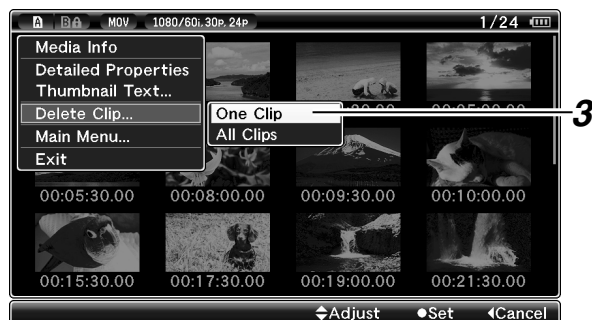 A B MOV 1080/60i, 30P, 24P 1/24
Media Info
Detailed Properties
Thumbnail Text...
Delete Clip...
Main Menu...
Exit
One Clip
All Clips
3
00:05:30.00 00:08:00.00 00:09:30.00 00:10:00.00
00:15:30.00 00:17:30.00 00:19:00.00 00:21:30.00
Adjust Set Cancel